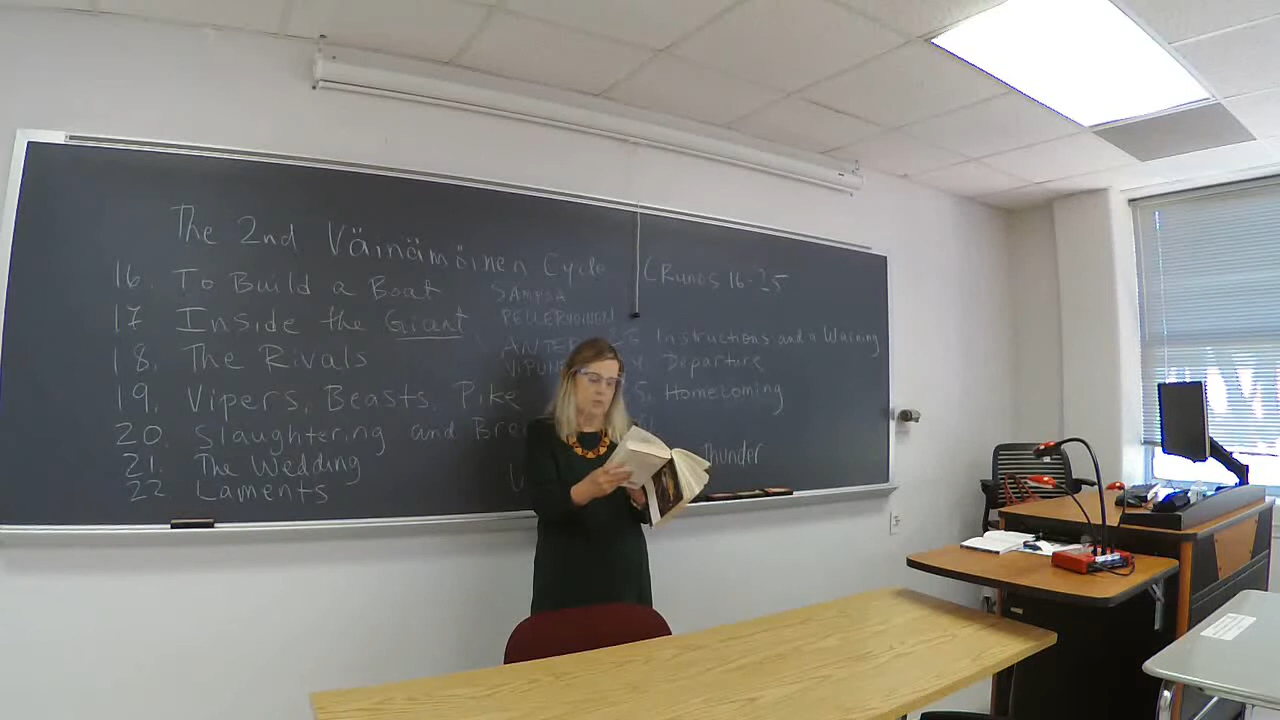 The 2nd Väinämöinen Cycle (Runos 16-25
16. To Build a Boat
17 Inside the Giant
18. The Rivals
19. Vipers, Beasts, Pike
20. Slaughtering and
21. The Wedding
22 Laments
SAMPSA
PELLERVOINEN
Instructions and a Warning
Departure
Homecoming
Thunder